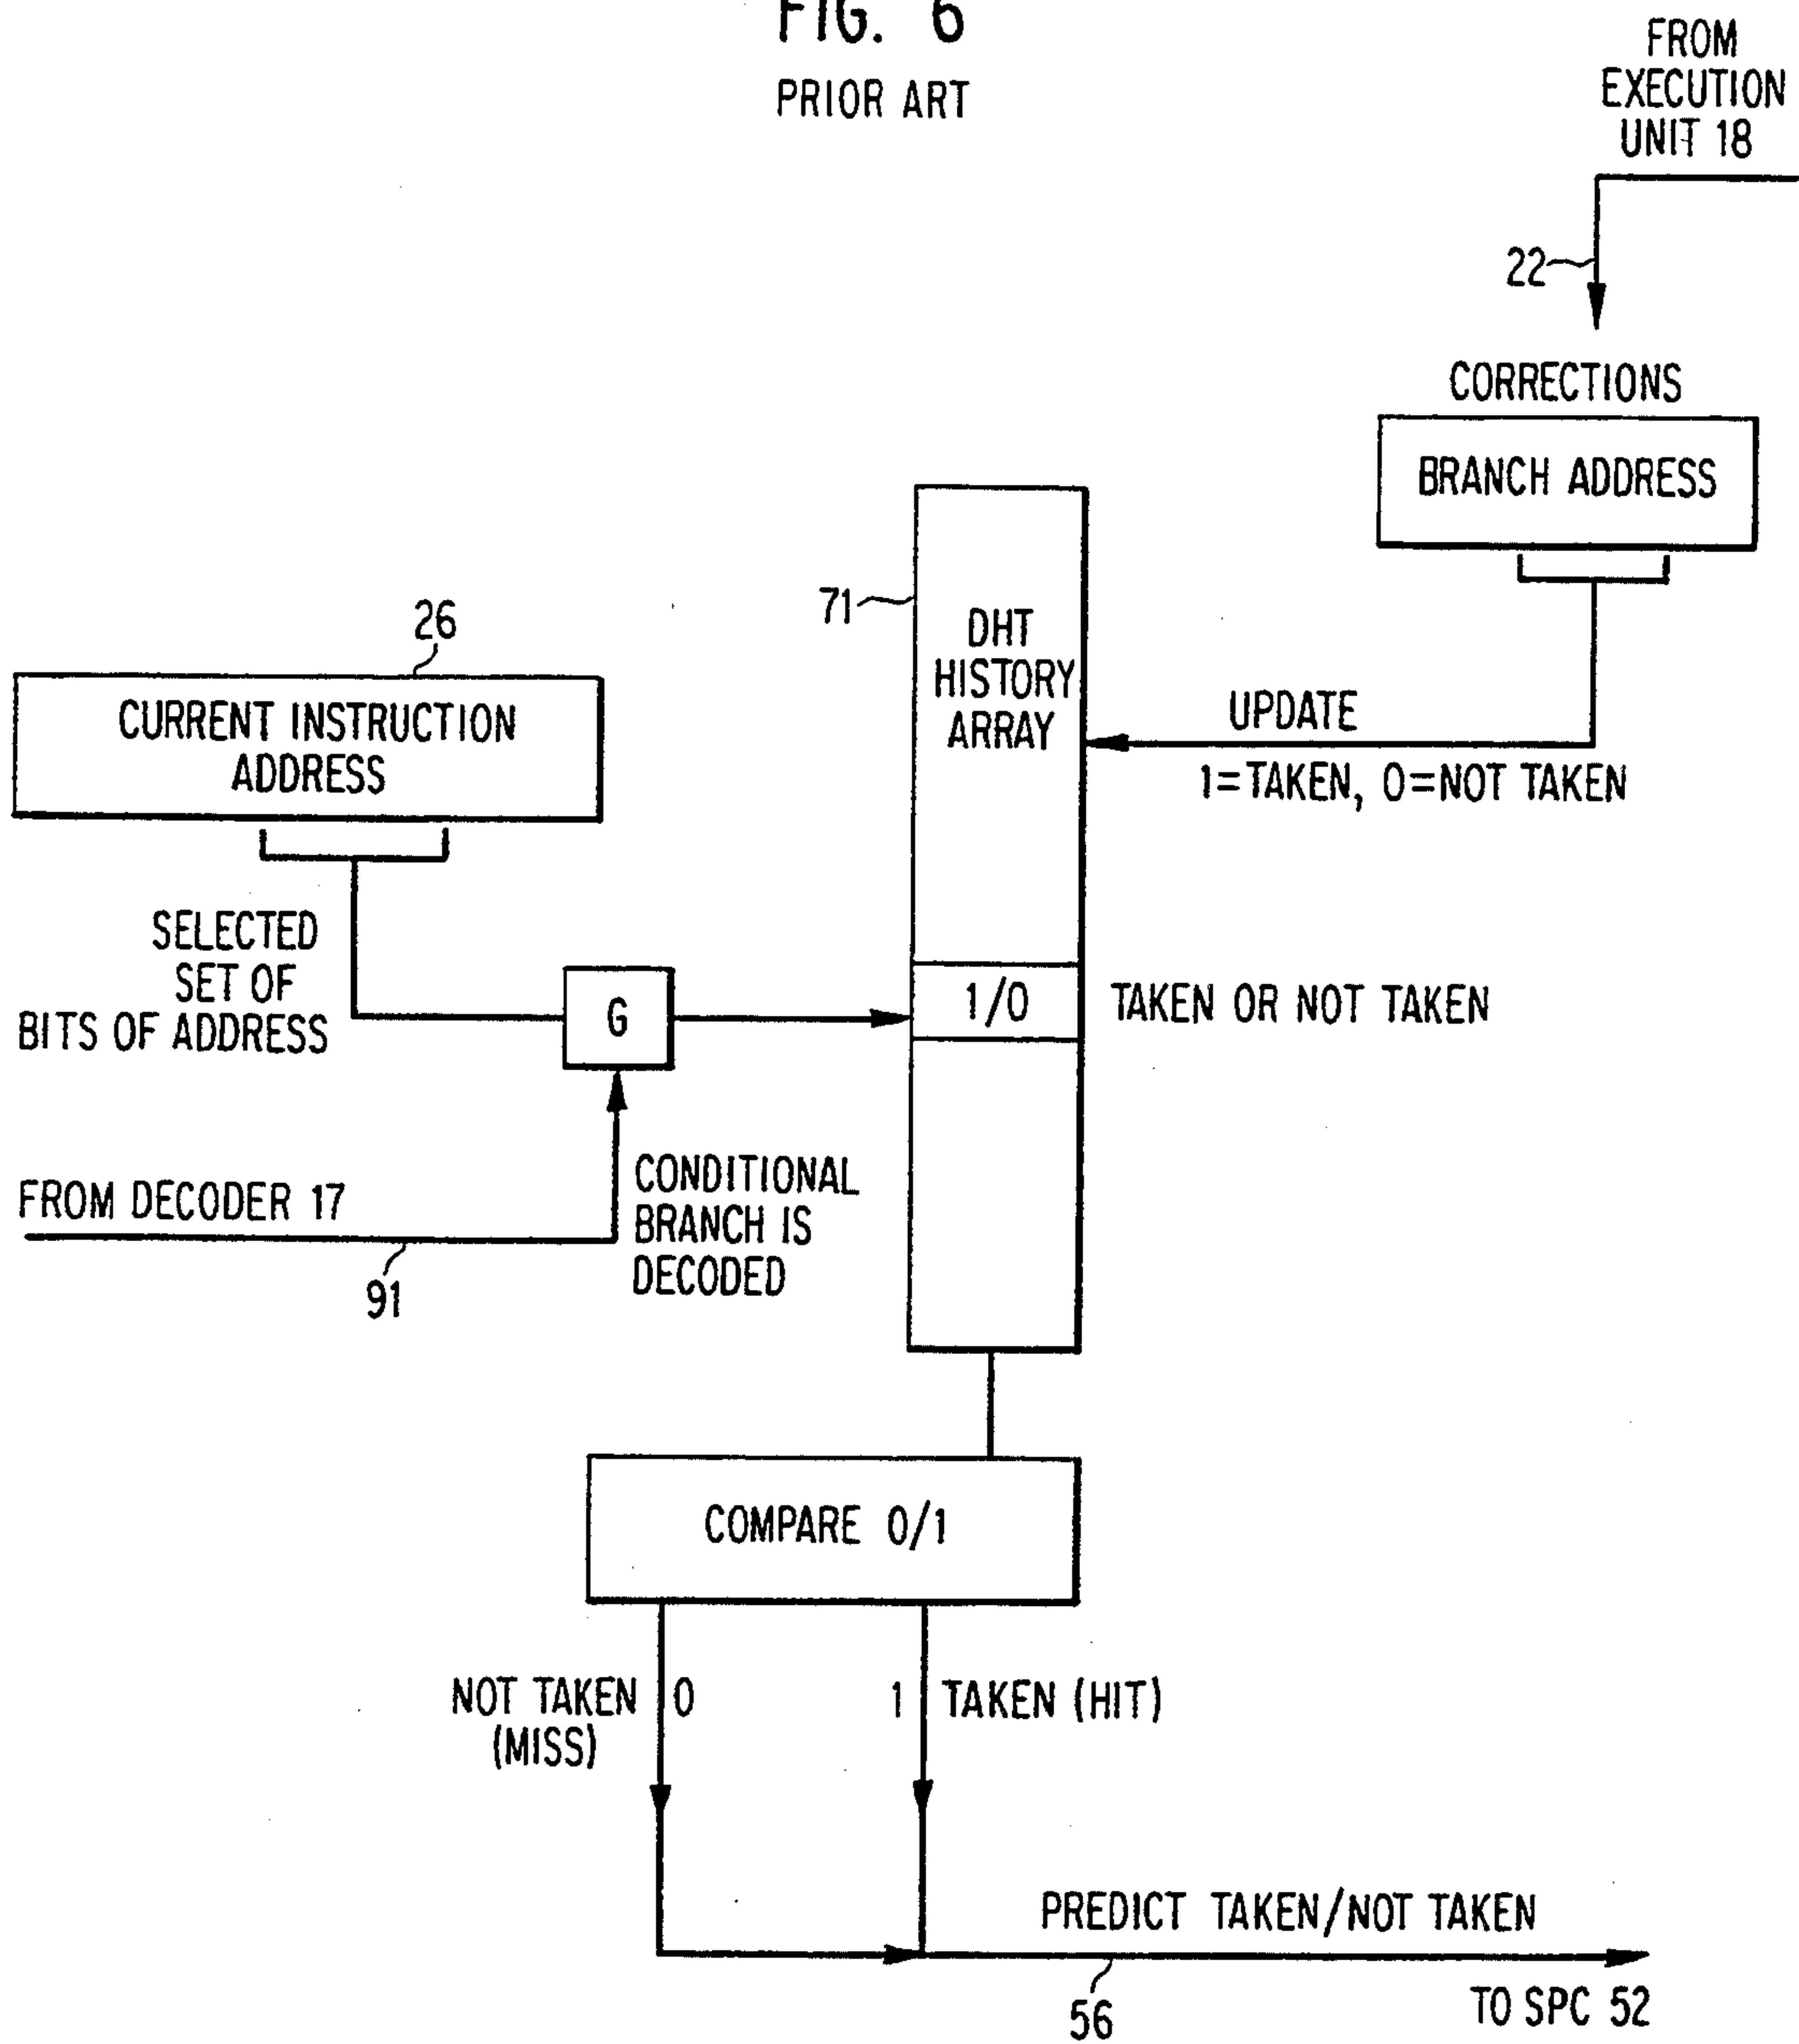 FIG. 6
PRIOR ART
FROM
EXECUTION
UNIT 18
22
CORRECTIONS
BRANCH ADDRESS
71
DHT
HISTORY
ARRAY
26
CURRENT INSTRUCTION
ADDRESS
UPDATE
1=TAKEN, 0=NOT TAKEN
SELECTED
SET OF
BITS OF ADDRESS
G
1/0
TAKEN OR NOT TAKEN
FROM DECODER 17
91
CONDITIONAL
BRANCH IS
DECODED
COMPARE 0/1
NOT TAKEN 0
(MISS)
1 TAKEN (HIT)
PREDICT TAKEN/NOT TAKEN
56
TO SPC 52